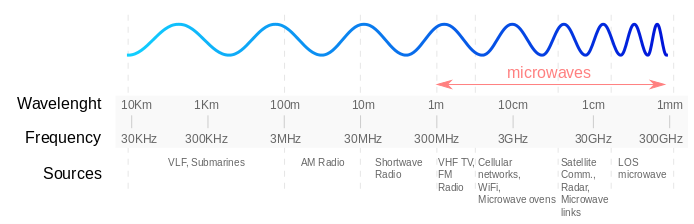 microwaves
Wavelenght 10Km 1Km 100m 10m 1m 10cm 1cm 1mm
Frequency 30KHz 300KHz 3MHz 30MHz 300MHz 3GHz 30GHz 300GHz
Sources
VLF, Submarines
AM Radio
Shortwave
Radio
VHF TV,
FM
Radio
Cellular
networks,
WiFi,
Microwave ovens
Satellite
Comm.,
Radar,
Microwave
links
LOS
microwave